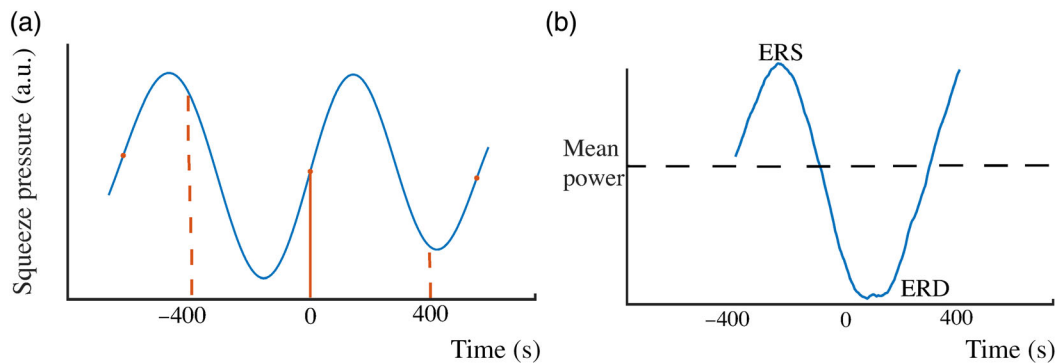 (a)
Squeeze pressure (a.u.)
−400
0
400
Time (s)
(b)
ERS
Mean
power
ERD
−400
0
400
Time (s)